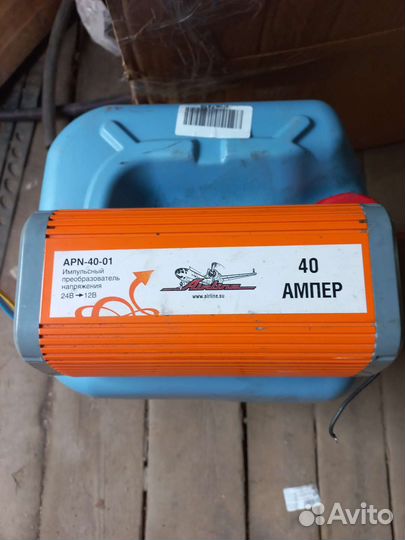 APN-40-01
Импульсный
преобразователь
напряжения
24В → 12В
Airline
www.airline.su
40
АМПЕР
Avito